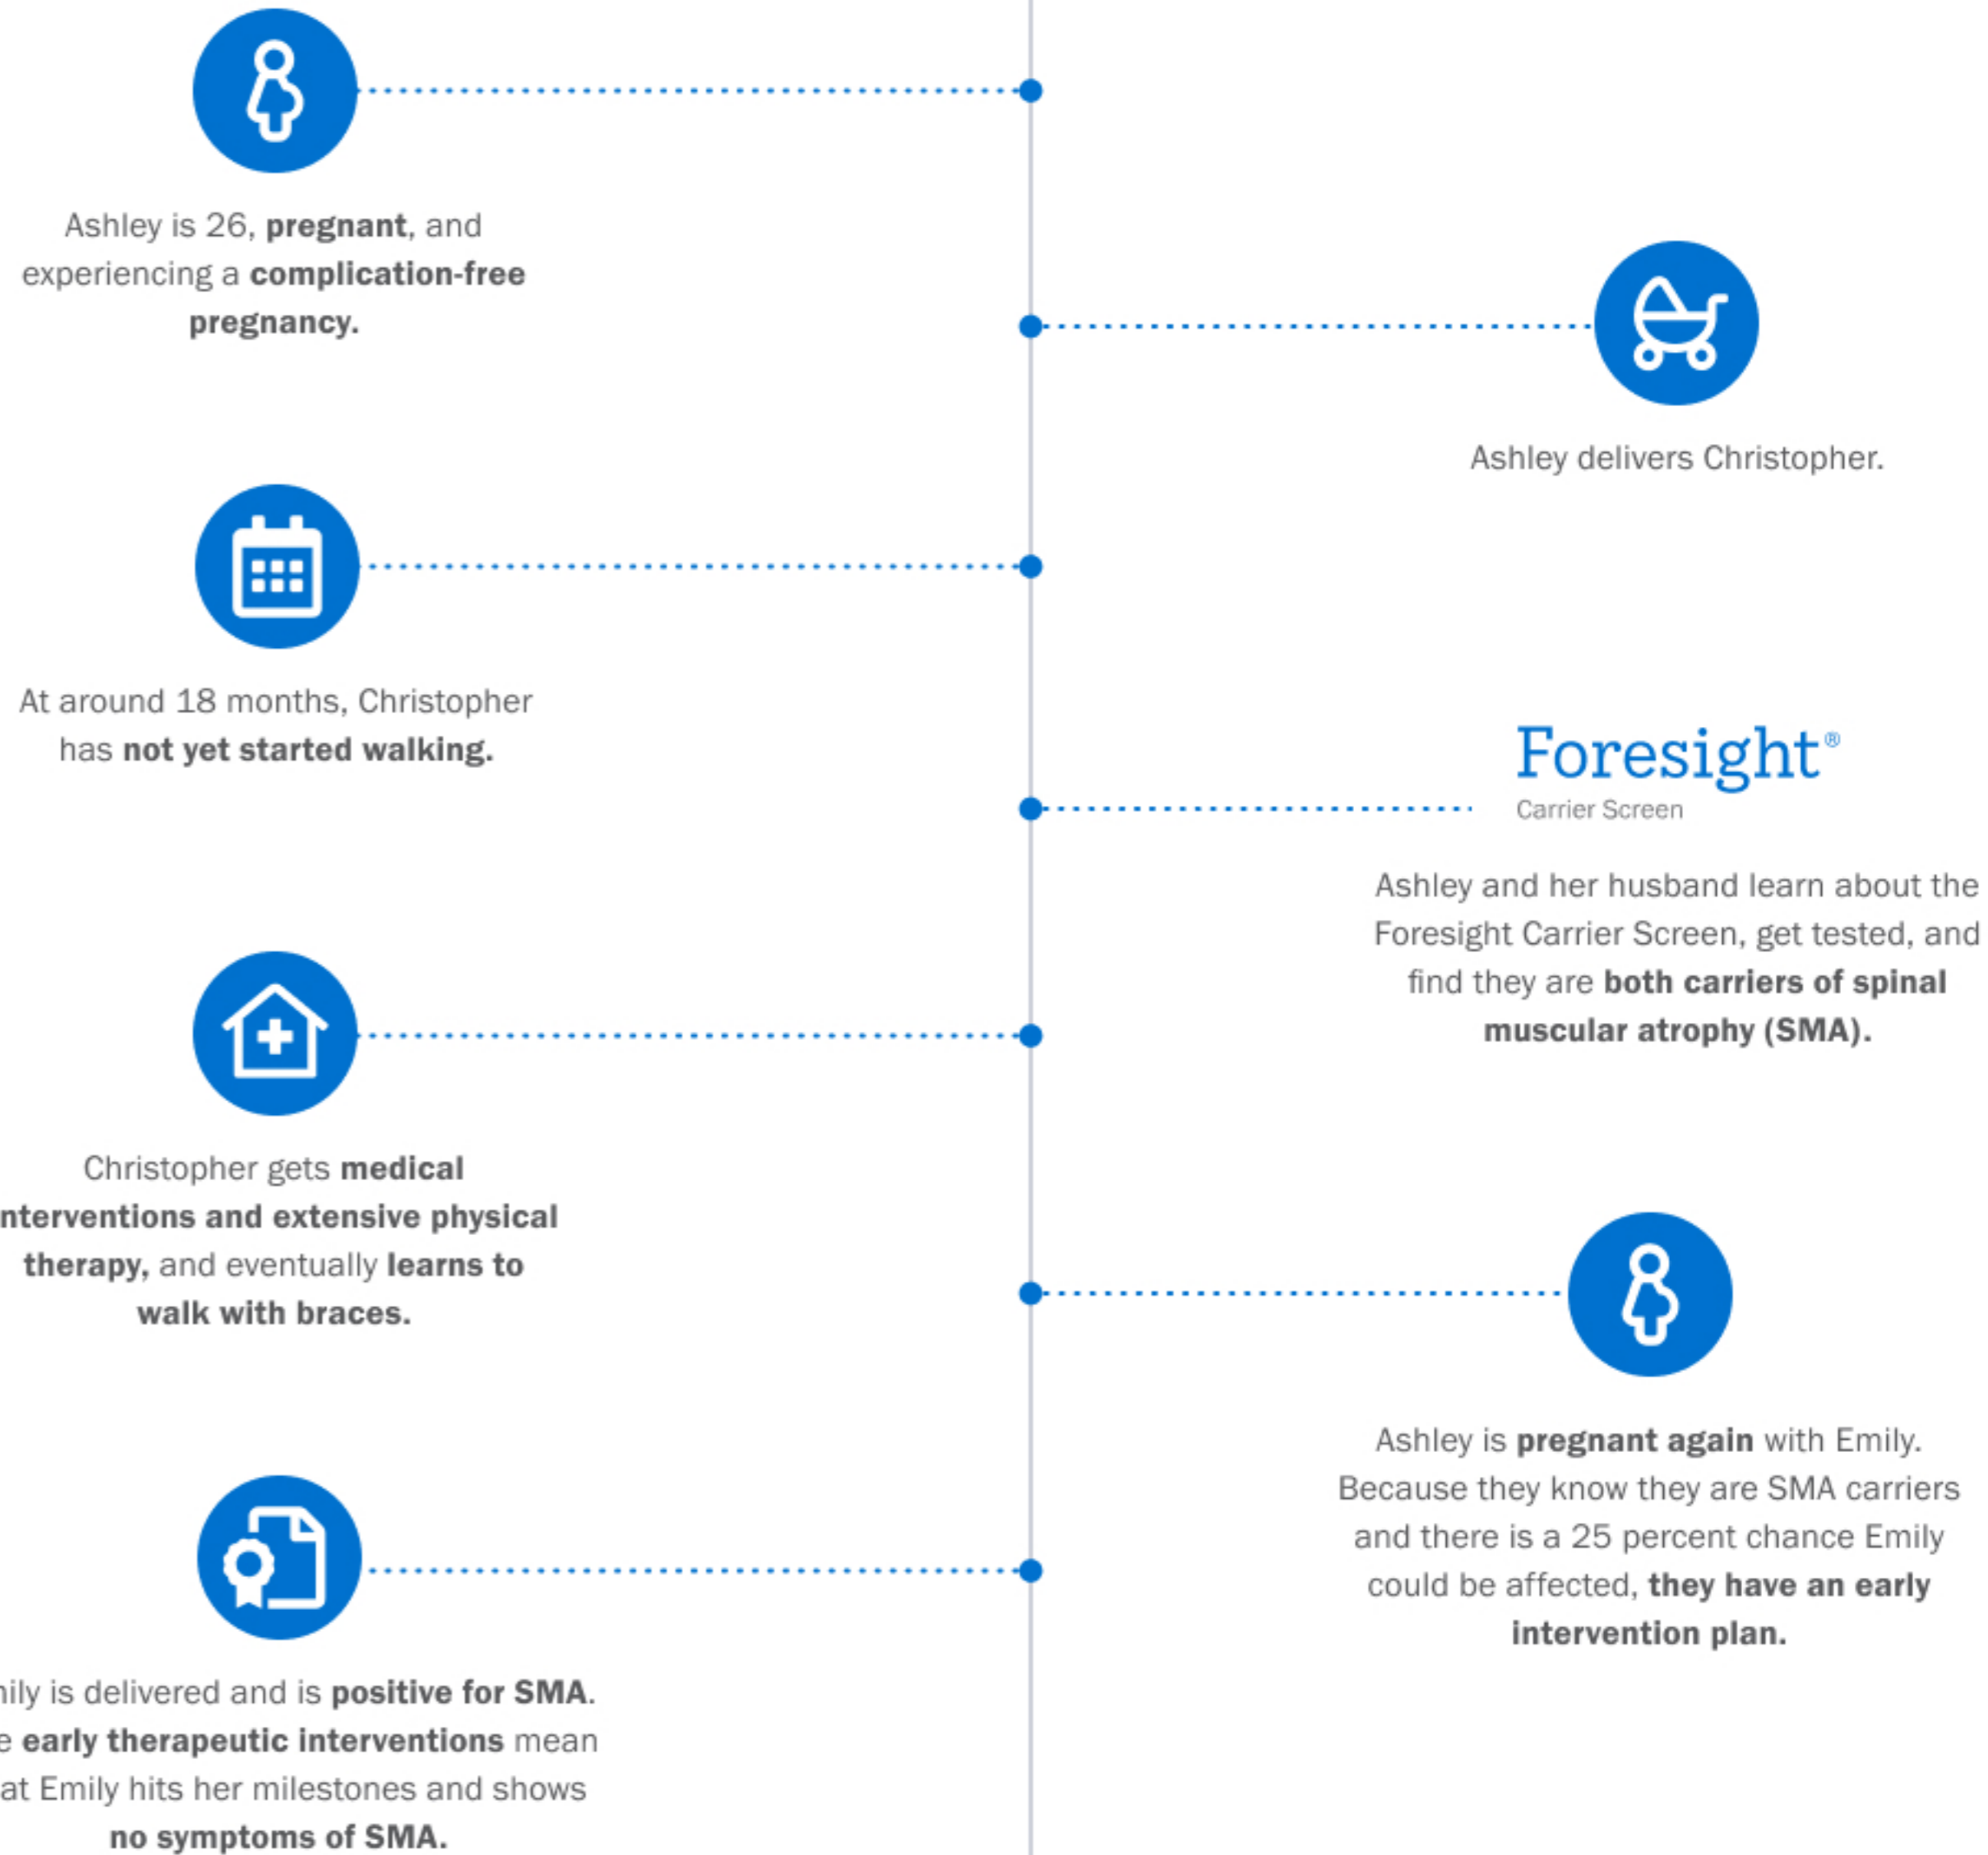 Ashley is 26, pregnant, and
experiencing a complication-free
pregnancy.
Ashley delivers Christopher.
At around 18 months, Christopher
has not yet started walking.
Foresight®
Carrier Screen
Ashley and her husband learn about the
Foresight Carrier Screen, get tested, and
find they are both carriers of spinal
muscular atrophy (SMA).
Christopher gets medical
nterventions and extensive physical
therapy, and eventually learns to
walk with braces.
Ashley is pregnant again with Emily.
Because they know they are SMA carriers
and there is a 25 percent chance Emily
could be affected, they have an early
intervention plan.
is delivered and is positive for SMA.
early therapeutic interventions mean
at Emily hits her milestones and shows
no symptoms of SMA.